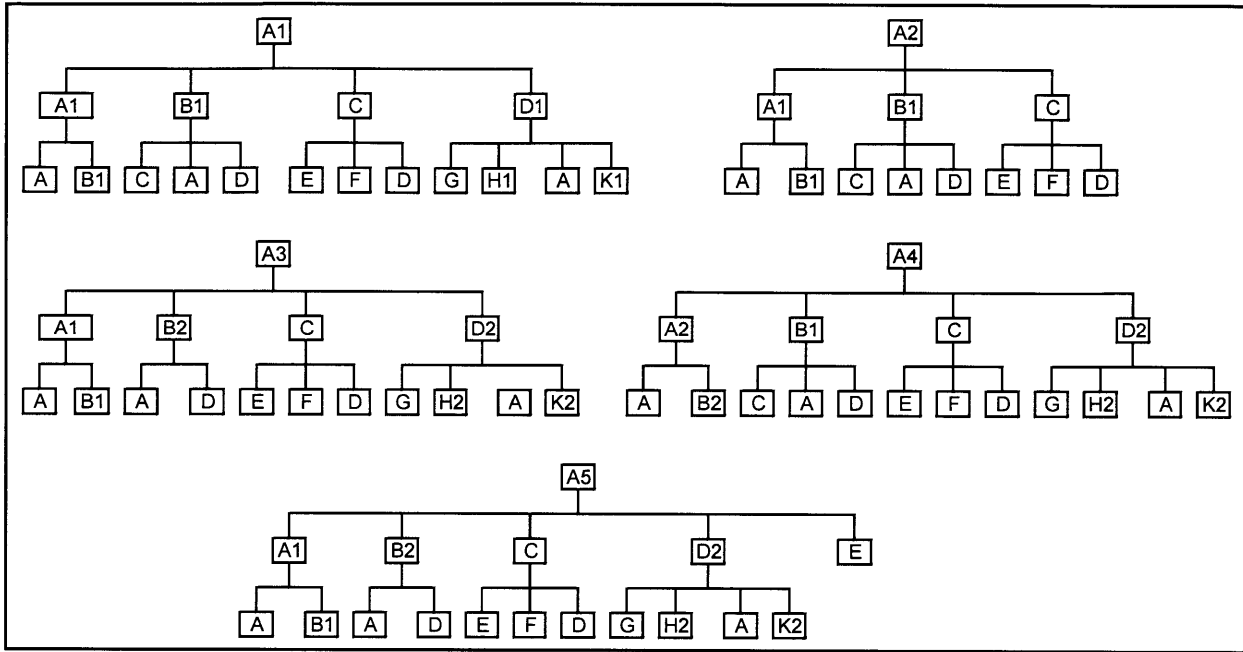 A1 A2
A1 B1 C D1 A1 B1 C
A B1 C A D E F D G H1 A K1 A B1 C A D E F D
A3 A4
A1 B2 C D2 A2 B1 C D2
A B1 A D E F D G H2 A K2 A B2 C A D E F D G H2 A K2
A5
A1 B2 C D2 E
A B1 A D E F D G H2 A K2